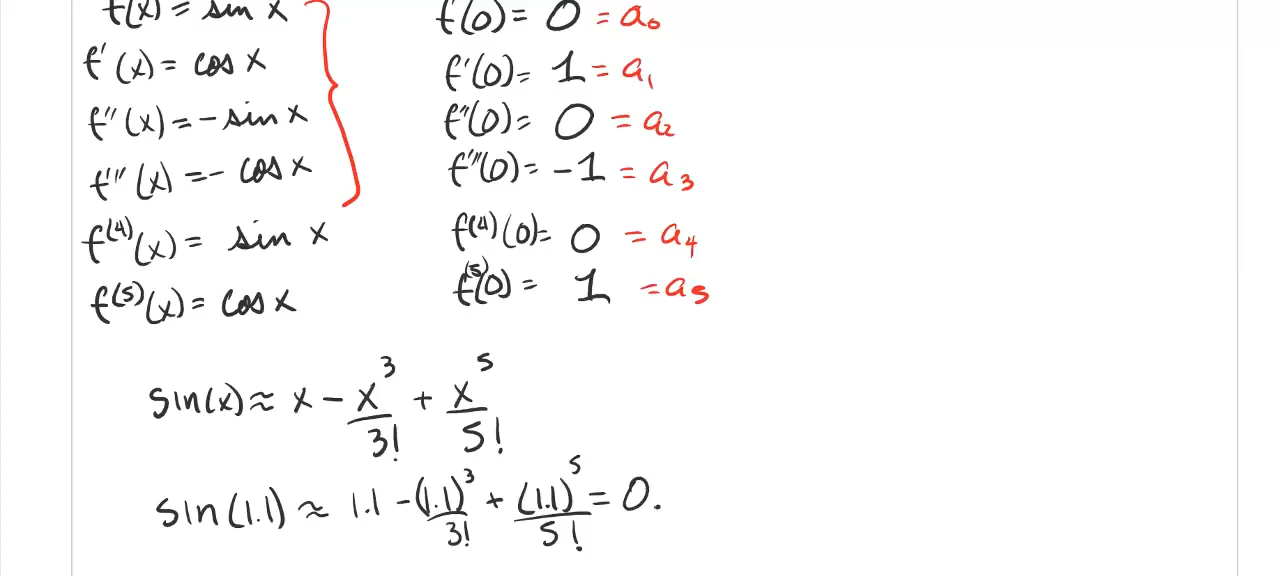 f(x) = sin x
f(0) = 0 = a₀
f'(x) = cos x
f'(0) = 1 = a₁
f''(x) = - sin x
f''(0) = 0 = a₂
f'''(x) = - cos x
f'''(0) = -1 = a₃
f⁽⁴⁾(x) = sin x
f⁽⁴⁾(0) = 0 = a₄
f⁽⁵⁾(x) = cos x
f⁽⁵⁾(0) = 1 = a₅
sin(x) ≈ x - x³/3! + x⁵/5!
sin(1.1) ≈ 1.1 - (1.1)³/3! + (1.1)⁵/5! = 0.